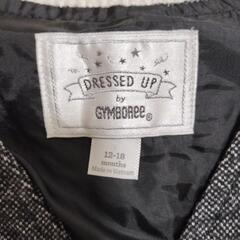 DRESSED UP
by
GYMBOREE®
12-18
months
Made in Vietnam